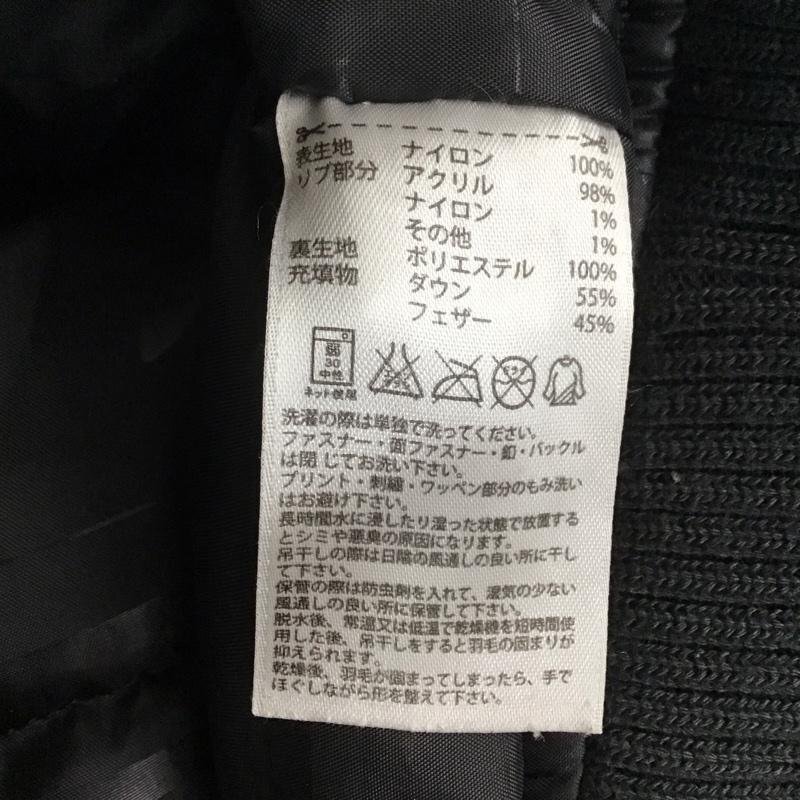 表生地 ナイロン 100%
リブ部分 アクリル 98%
ナイロン 1%
その他 1%
裏生地 ポリエステル 100%
充填物 ダウン 55%
フェザー 45%
弱
30
中性
ネット使用
洗濯の際は単独で洗ってください。
ファスナー・面ファスナー・釦・バックル
は閉じてお洗い下さい。
プリント・刺繍・ワッペン部分のもみ洗い
はお避け下さい。
長時間水に浸したり湿った状態で放置する
とシミや悪臭の原因になります。
吊干しの際は日陰の風通しの良い所に干し
て下さい。
保管の際は防虫剤を入れて、湿気の少ない
風通しの良い所に保管して下さい。
脱水後、常温又は低温で乾燥機を短時間使
用した後、吊干しをすると羽毛の固まりが
抑えられます。
乾燥後、羽毛が固まってしまったら、手で
ほぐしながら形を整えて下さい。